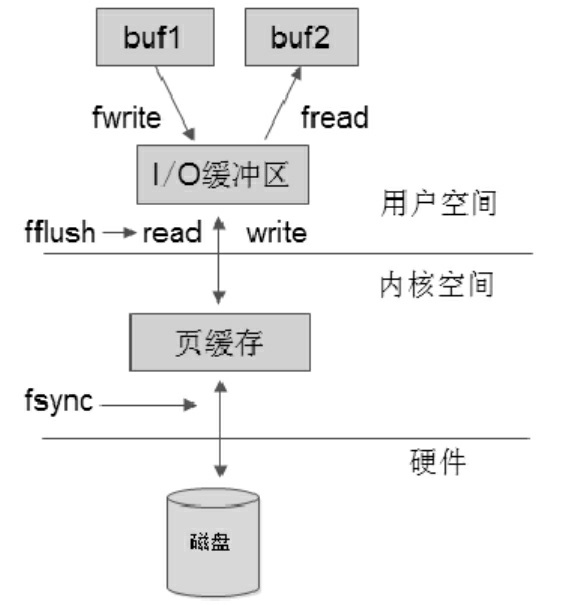 buf1 buf2
fwrite fread
I/O缓冲区
用户空间
fflush read write
内核空间
页缓存
fsync
硬件
磁盘